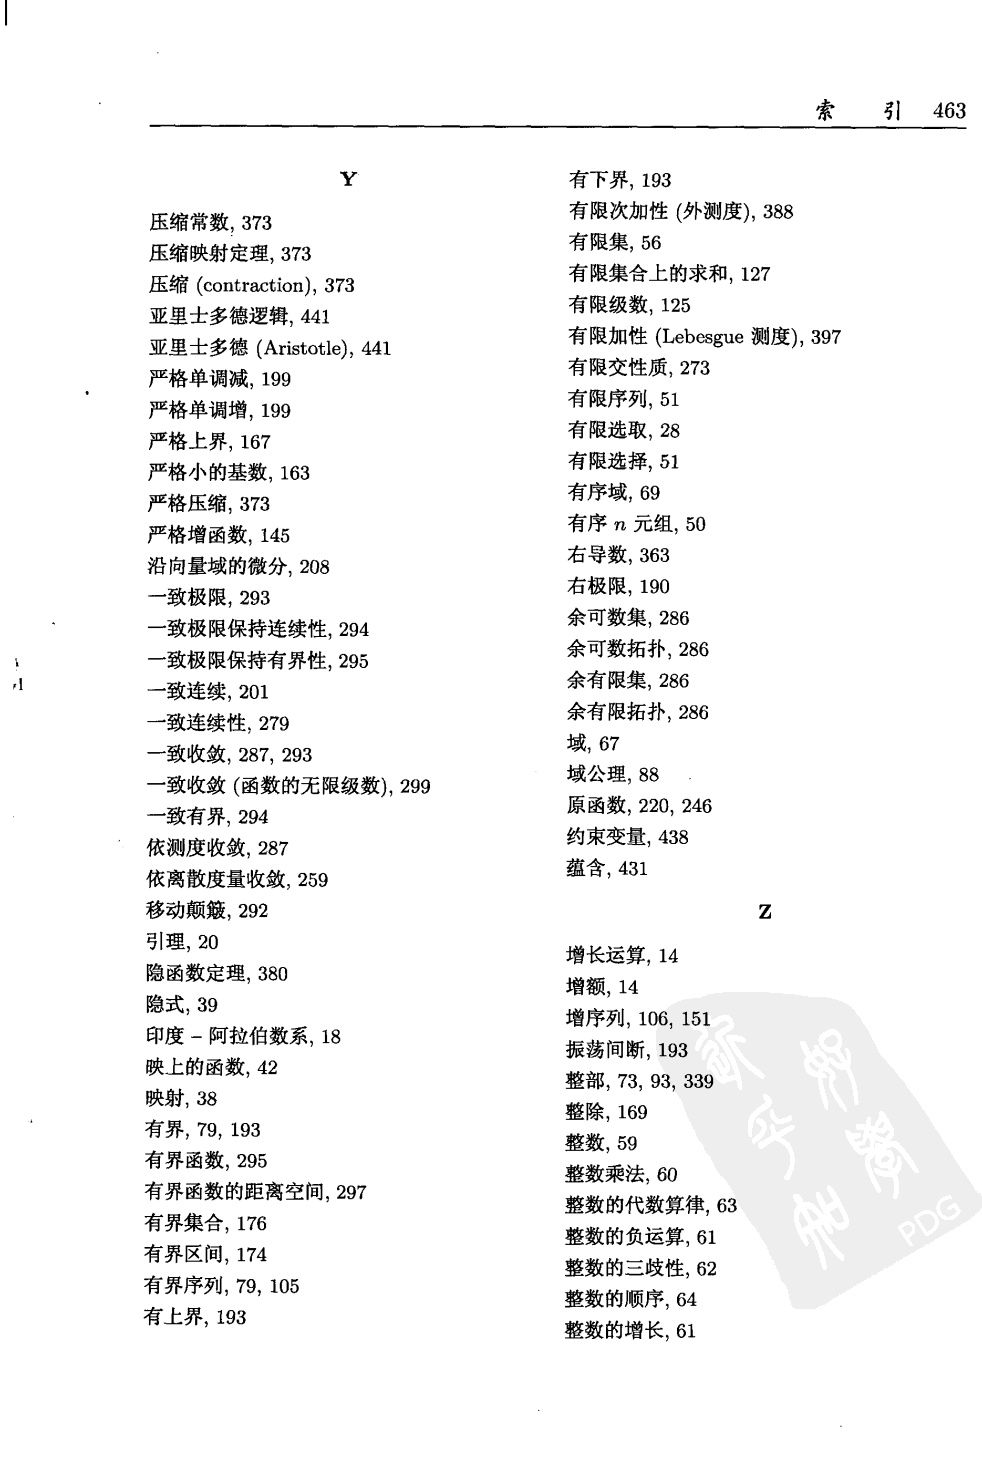 索 引 463
Y
压缩常数, 373
压缩映射定理, 373
压缩 (contraction), 373
亚里士多德逻辑, 441
亚里士多德 (Aristotle), 441
严格单调减, 199
严格单调增, 199
严格上界, 167
严格小的基数, 163
严格压缩, 373
严格增函数, 145
沿向量域的微分, 208
一致极限, 293
一致极限保持连续性, 294
一致极限保持有界性, 295
一致连续, 201
一致连续性, 279
一致收敛, 287, 293
一致收敛 (函数的无限级数), 299
一致有界, 294
依测度收敛, 287
依离散度量收敛, 259
移动颠簸, 292
引理, 20
隐函数定理, 380
隐式, 39
印度 – 阿拉伯数系, 18
映上的函数, 42
映射, 38
有界, 79, 193
有界函数, 295
有界函数的距离空间, 297
有界集合, 176
有界区间, 174
有界序列, 79, 105
有上界, 193
有下界, 193
有限次加性 (外测度), 388
有限集, 56
有限集合上的求和, 127
有限级数, 125
有限加性 (Lebesgue 测度), 397
有限交性质, 273
有限序列, 51
有限选取, 28
有限选择, 51
有序域, 69
有序 n 元组, 50
右导数, 363
右极限, 190
余可数集, 286
余可数拓扑, 286
余有限集, 286
余有限拓扑, 286
域, 67
域公理, 88
原函数, 220, 246
约束变量, 438
蕴含, 431
Z
增长运算, 14
增额, 14
增序列, 106, 151
振荡间断, 193
整部, 73, 93, 339
整除, 169
整数, 59
整数乘法, 60
整数的代数算律, 63
整数的负运算, 61
整数的三歧性, 62
整数的顺序, 64
整数的增长, 61
PDG